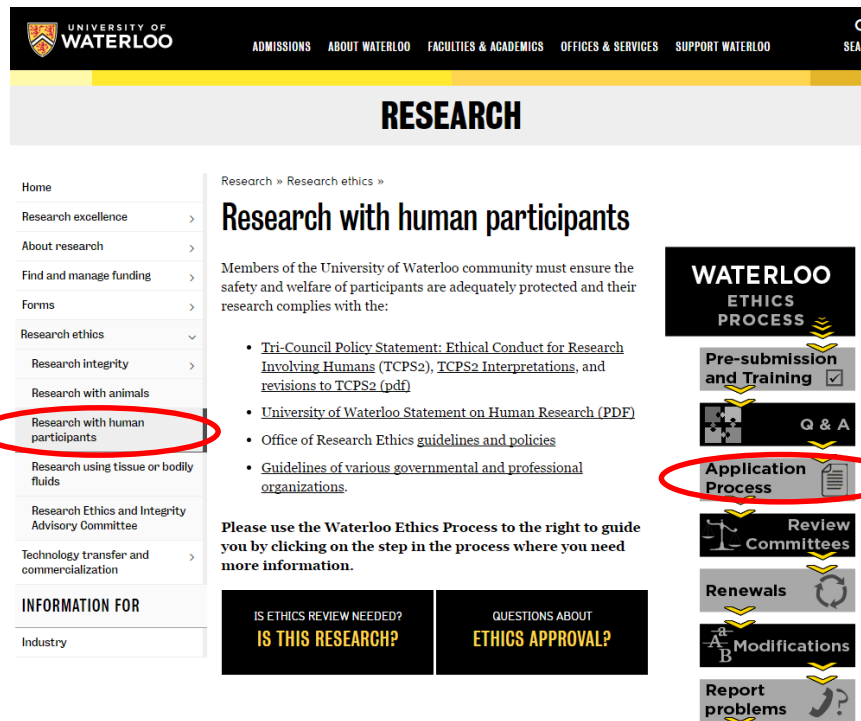 UNIVERSITY OF
WATERLOO
ADMISSIONS
ABOUT WATERLOO
FACULTIES & ACADEMICS
OFFICES & SERVICES
SUPPORT WATERLOO
RESEARCH
Home
Research excellence
About research
Find and manage funding
Forms
Research ethics
Research integrity
Research with animals
Research with human
participants
Research using tissue or bodily
fluids
Research Ethics and Integrity
Advisory Committee
Technology transfer and
commercialization
INFORMATION FOR
Industry
Research » Research ethics »
Research with human participants
Members of the University of Waterloo community must ensure the
safety and welfare of participants are adequately protected and their
research complies with the:
• Tri-Council Policy Statement: Ethical Conduct for Research
Involving Humans (TCPS2), TCPS2 Interpretations, and
revisions to TCPS2 (pdf)
• University of Waterloo Statement on Human Research (PDF)
• Office of Research Ethics guidelines and policies
• Guidelines of various governmental and professional
organizations.
Please use the Waterloo Ethics Process to the right to guide
you by clicking on the step in the process where you need
more information.
IS ETHICS REVIEW NEEDED?
IS THIS RESEARCH?
QUESTIONS ABOUT
ETHICS APPROVAL?
WATERLOO
ETHICS
PROCESS
Pre-submission
and Training
Q & A
Application
Process
Review
Committees
Renewals
Modifications
Report
problems